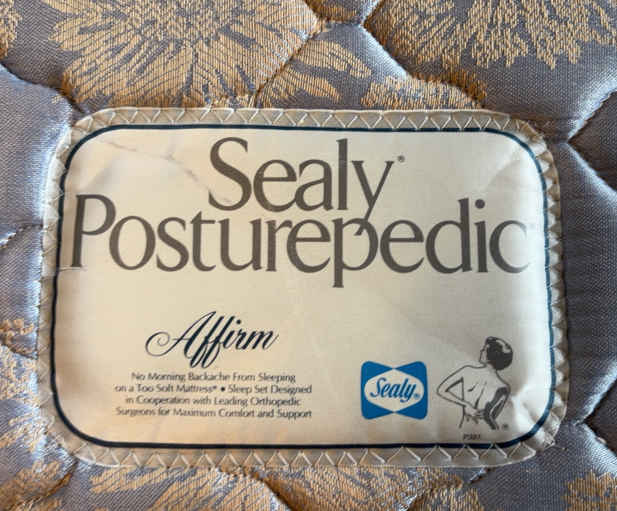 Sealy®
Posturepedic
Affirm
No Morning Backache From Sleeping
on a Too Soft Mattress® • Sleep Set Designed
in Cooperation with Leading Orthopedic
Surgeons for Maximum Comfort and Support
Sealy®
®